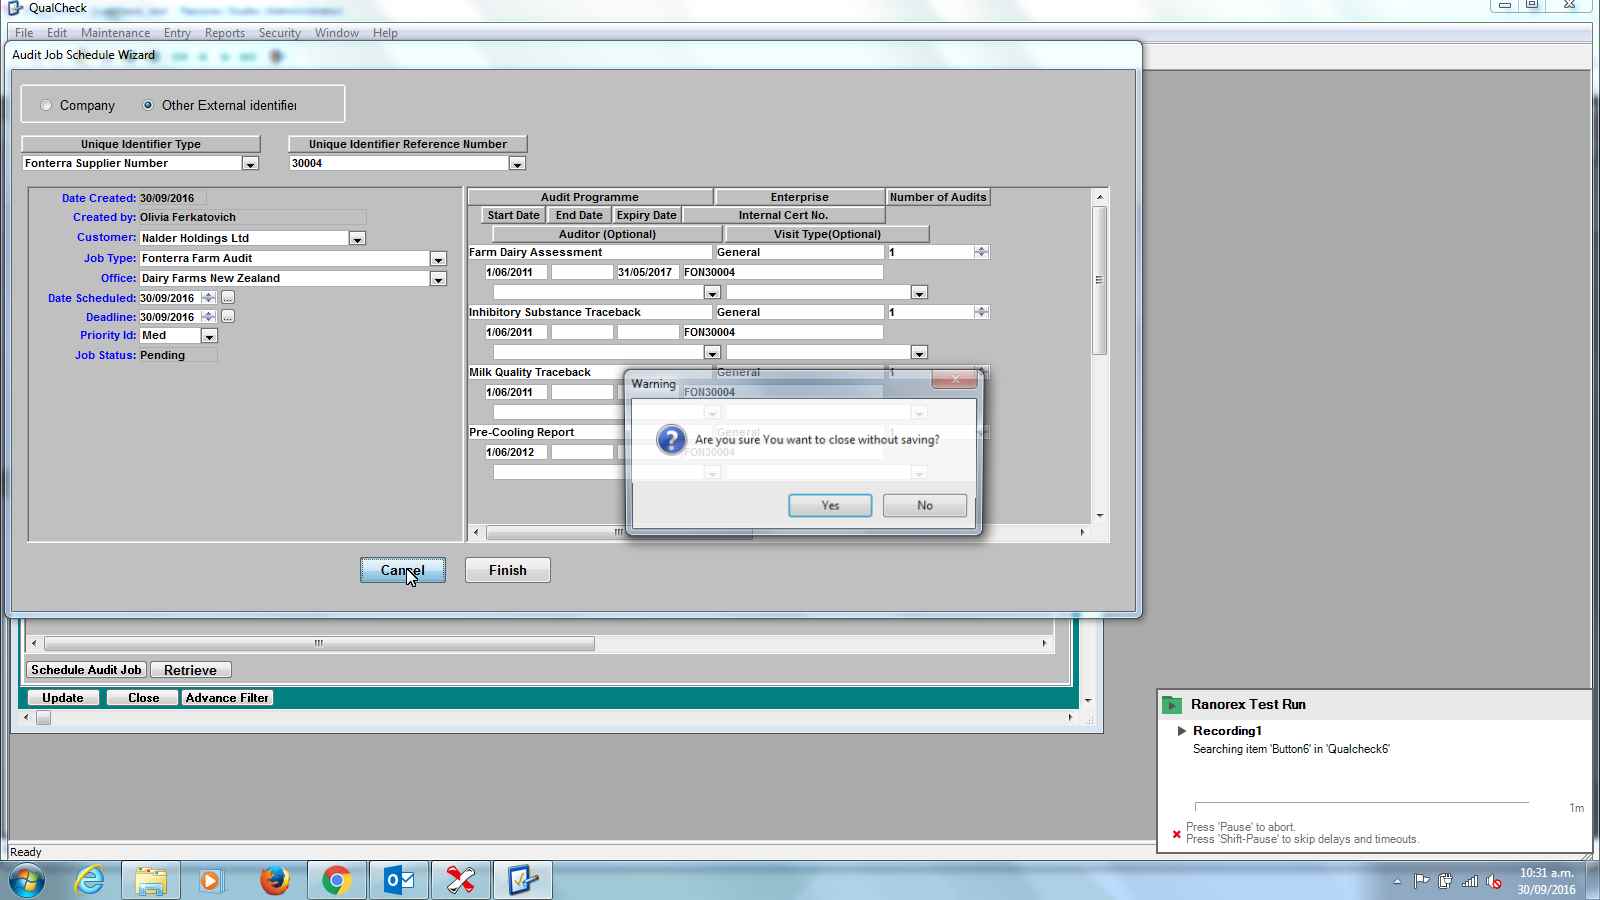 QualCheck
File Edit Maintenance Entry Reports Security Window Help
Audit Job Schedule Wizard
Company Other External identifier
Unique Identifier Type Unique Identifier Reference Number
Fonterra Supplier Number 30004
Date Created: 30/09/2016
Created by: Olivia Ferkatovich
Customer: Nalder Holdings Ltd
Job Type: Fonterra Farm Audit
Office: Dairy Farms New Zealand
Date Scheduled: 30/09/2016 ...
Deadline: 30/09/2016 ...
Priority Id: Med
Job Status: Pending
Audit Programme Enterprise Number of Audits
Start Date End Date Expiry Date Internal Cert No.
Auditor (Optional) Visit Type(Optional)
Farm Dairy Assessment General 1
1/06/2011 31/05/2017 FON30004
Inhibitory Substance Traceback General 1
1/06/2011 FON30004
Milk Quality Traceback General 1
1/06/2011 FON30004
Pre-Cooling Report General 1
1/06/2012 FON30004
Warning
Are you sure You want to close without saving?
Yes No
Cancel Finish
Schedule Audit Job Retrieve
Update Close Advance Filter
Ranorex Test Run
Recording1
Searching item 'Button6' in 'Qualcheck6'
1m
Press 'Pause' to abort.
Press 'Shift-Pause' to skip delays and timeouts.
Ready
10:31 a.m.
30/09/2016